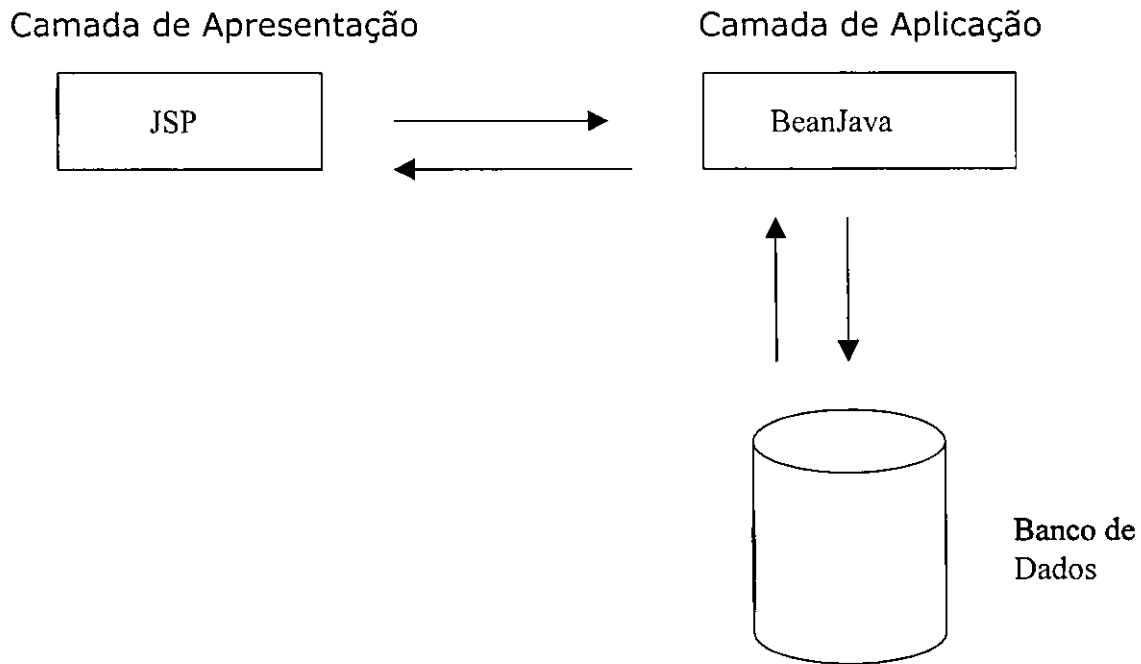 Camada de Apresentação
Camada de Aplicação
JSP
BeanJava
Banco de
Dados